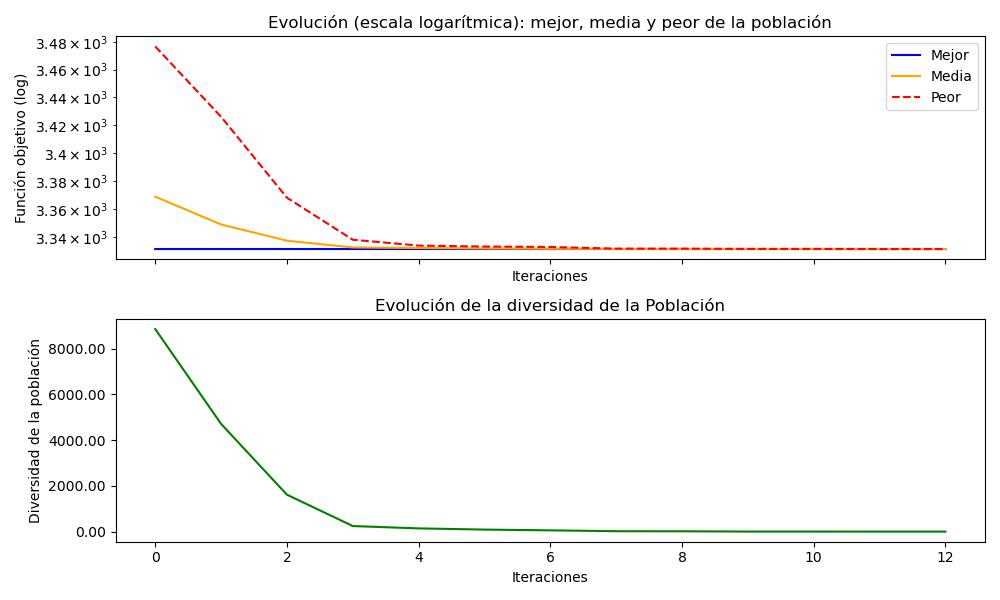 Evolución (escala logarítmica): mejor, media y peor de la población
Función objetivo (log)
3.48 × 10³
3.46 × 10³
3.44 × 10³
3.42 × 10³
3.4 × 10³
3.38 × 10³
3.36 × 10³
3.34 × 10³
Mejor
Media
Peor
Iteraciones
Evolución de la diversidad de la Población
Diversidad de la población
8000.00
6000.00
4000.00
2000.00
0.00
0 2 4 6 8 10 12
Iteraciones